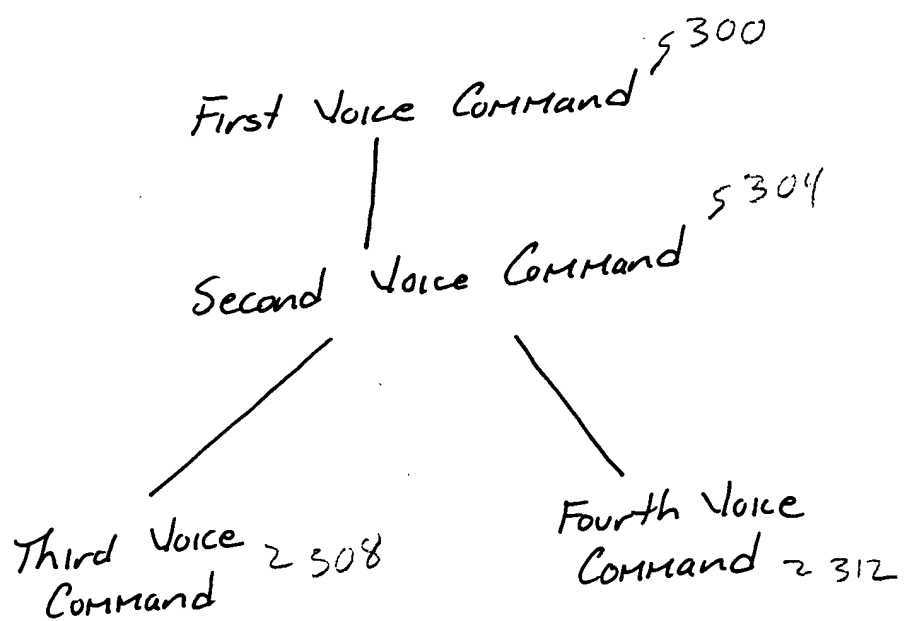 300
First Voice Command
304
Second Voice Command
Third Voice 308
Command
Fourth Voice
Command 312